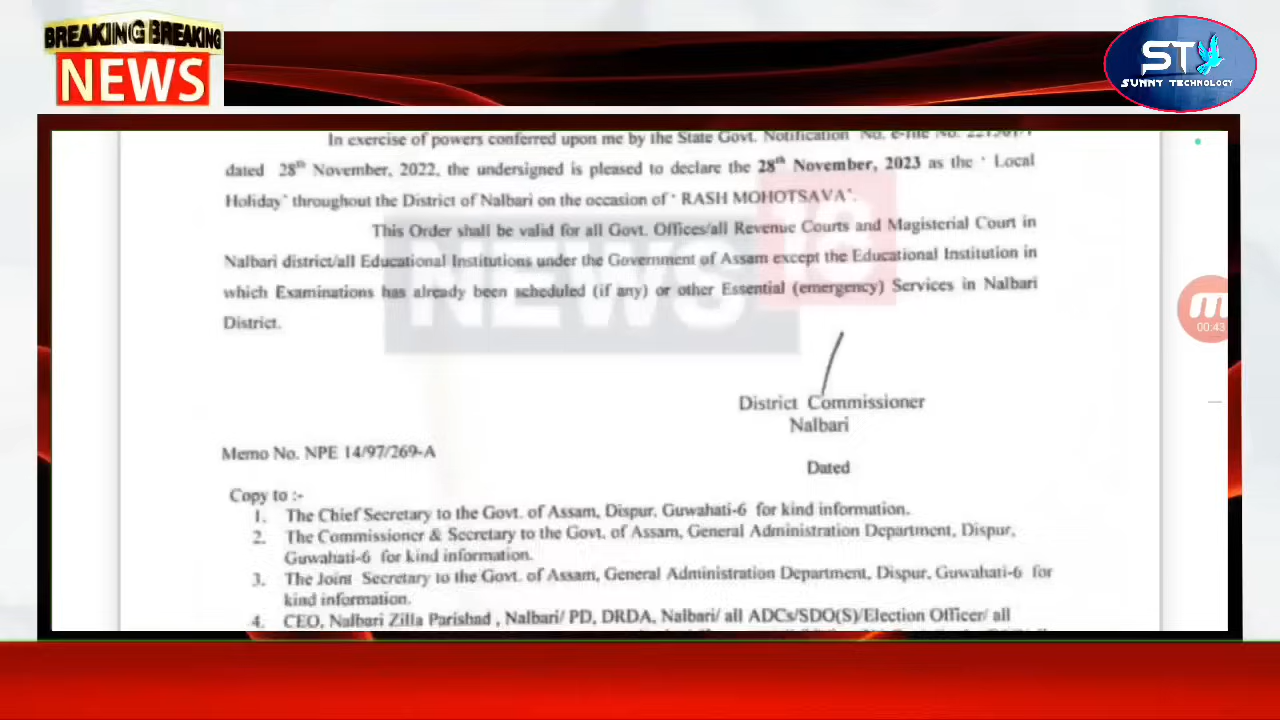 BREAKING BREAKING
NEWS
ST
SUNNY TECHNOLOGY
In exercise of powers conferred upon me by the State Govt. Notification No. e-file No.
dated 28th November, 2022, the undersigned is pleased to declare the 28th November, 2023 as the ' Local
Holiday' throughout the District of Nalbari on the occasion of ' RASH MOHOTSAVA'.
This Order shall be valid for all Govt. Offices/all Revenue Courts and Magisterial Court in
Nalbari district/all Educational Institutions under the Government of Assam except the Educational Institution in
which Examinations has already been scheduled (if any) or other Essential (emergency) Services in Nalbari
District.
NEWS 18
00:43
District Commissioner
Nalbari
Memo No. NPE 14/97/269-A
Dated
Copy to :-
1. The Chief Secretary to the Govt. of Assam, Dispur, Guwahati-6 for kind information.
2. The Commissioner & Secretary to the Govt. of Assam, General Administration Department, Dispur,
Guwahati-6 for kind information.
3. The Joint Secretary to the Govt. of Assam, General Administration Department, Dispur, Guwahati-6 for
kind information.
4. CEO, Nalbari Zilla Parishad , Nalbari/ PD, DRDA, Nalbari/ all ADCs/SDO(S)/Election Officer/ all